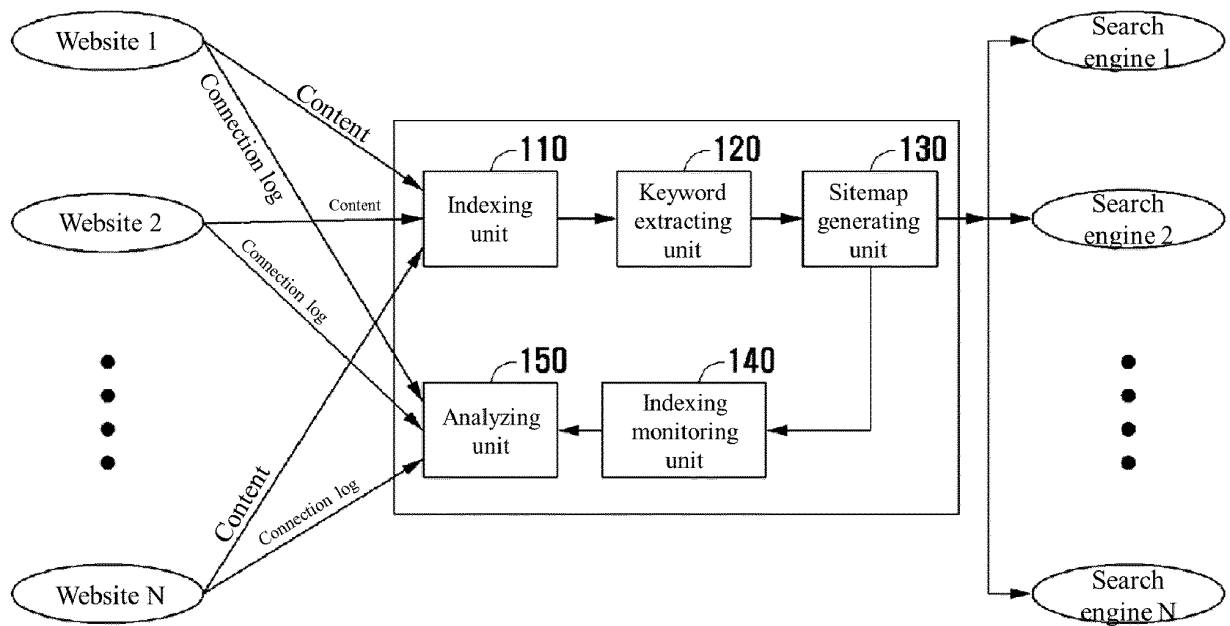 Website 1
Search
engine 1
Content
Connection log
110
120
130
Indexing
unit
Keyword
extracting
unit
Sitemap
generating
unit
Website 2
Content
Search
engine 2
Connection log
150
140
Analyzing
unit
Indexing
monitoring
unit
Content
Connection log
Website N
Search
engine N